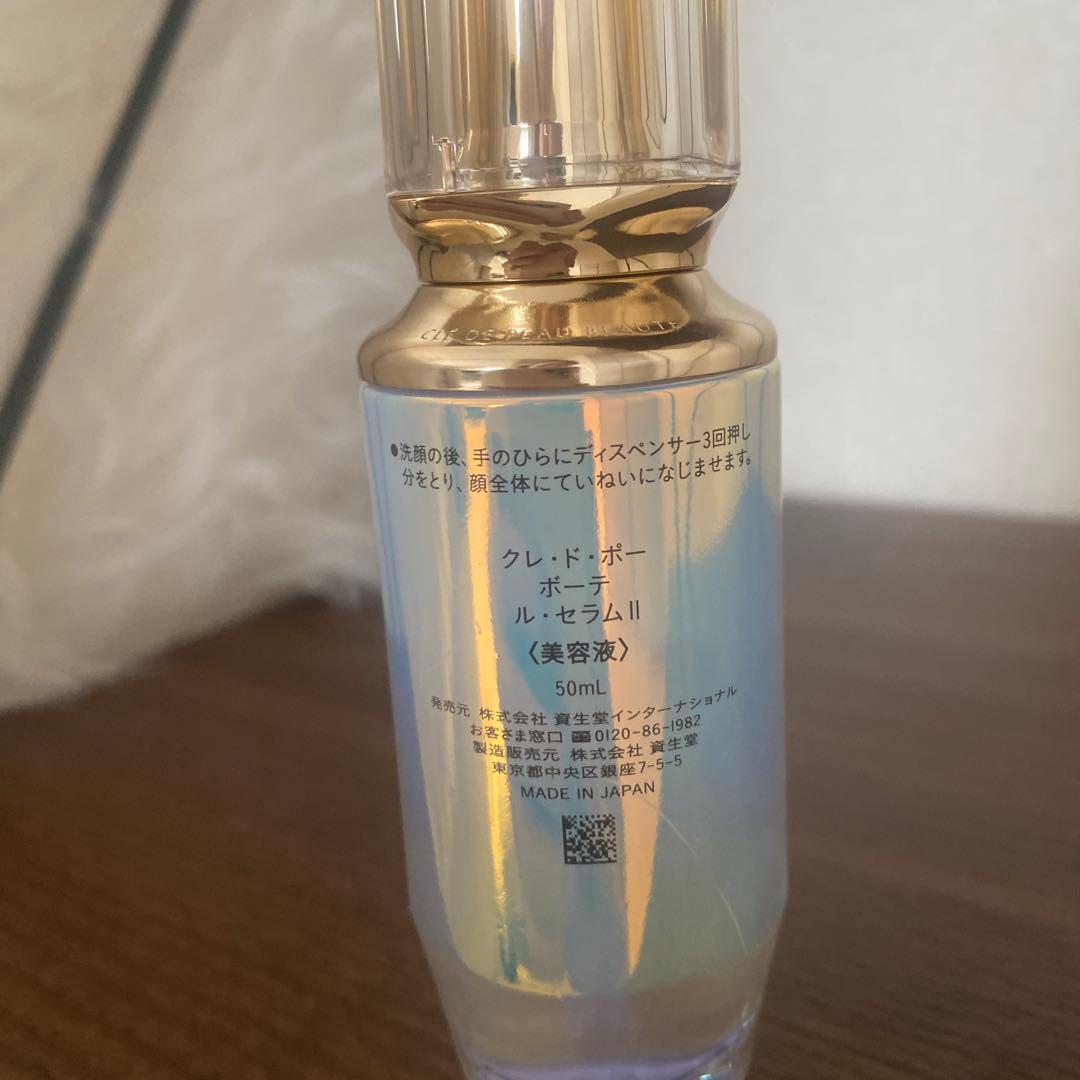 CLÉ DE PEAU BEAUTÉ
●洗顔の後、手のひらにディスペンサー3回押し
分をとり、顔全体にていねいになじませます。
クレ・ド・ポー
ボーテ
ル・セラムⅡ
〈美容液〉
50mL
発売元 株式会社 資生堂インターナショナル
お客さま窓口 0120-86-1982
製造販売元 株式会社 資生堂
東京都中央区銀座7-5-5
MADE IN JAPAN